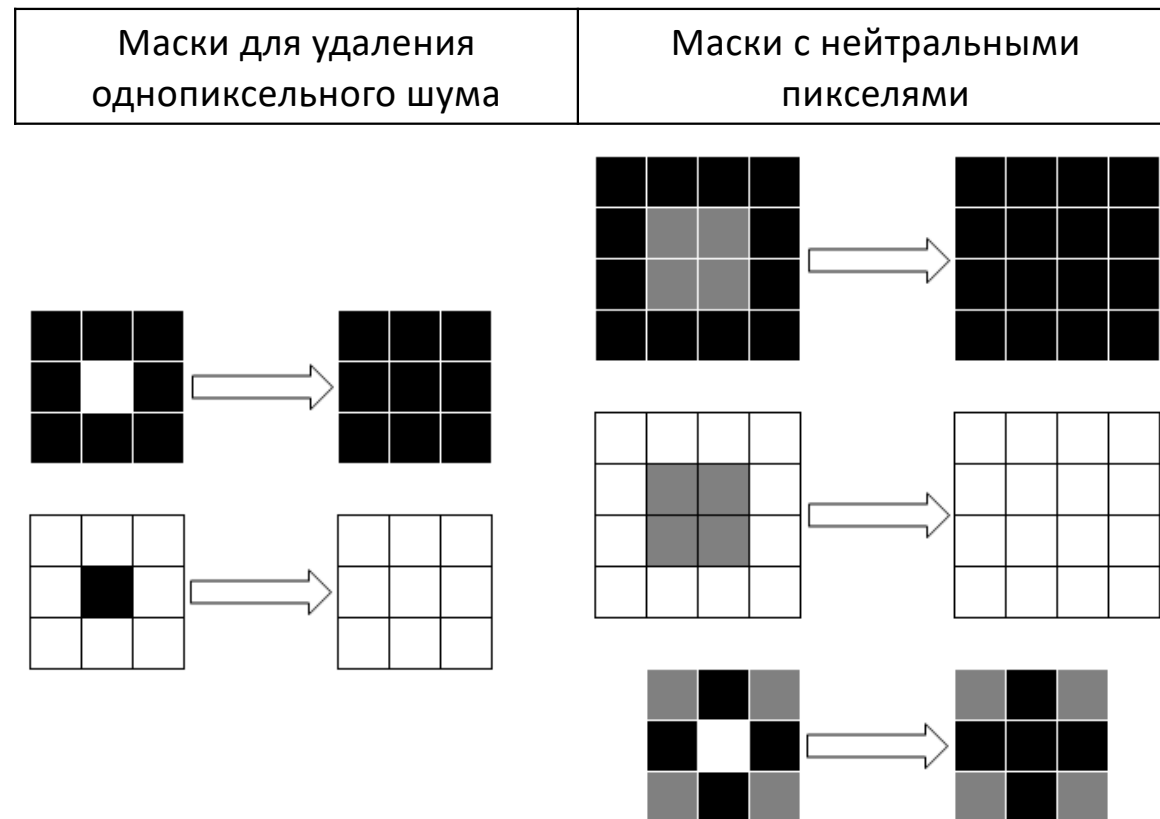 Маски для удаления
однопиксельного шума
Маски с нейтральными
пикселями